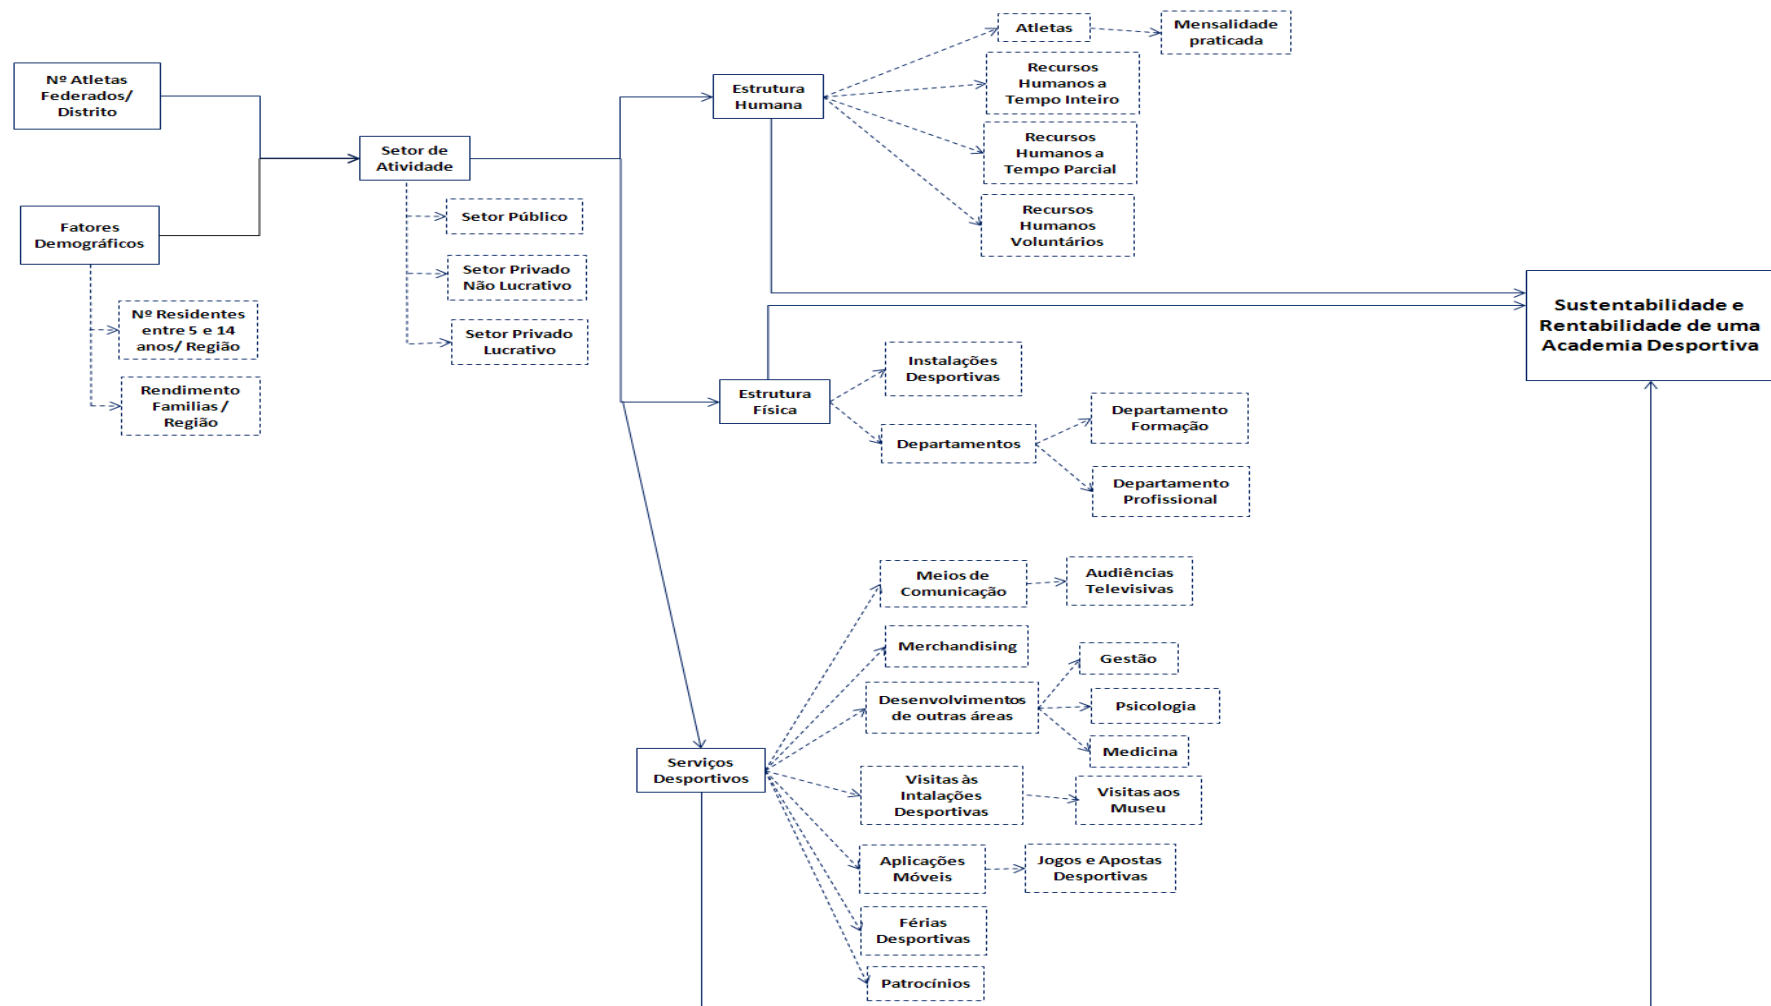 Nº Atletas
Federados/
Distrito
Fatores
Demográficos
Nº Residentes
entre 5 e 14
anos/ Região
Rendimento
Familias /
Região
Setor de
Atividade
Setor Público
Setor Privado
Não Lucrativo
Setor Privado
Lucrativo
Estrutura
Humana
Atletas
Mensalidade
praticada
Recursos
Humanos a
Tempo Inteiro
Recursos
Humanos a
Tempo Parcial
Recursos
Humanos
Voluntários
Estrutura
Física
Instalações
Desportivas
Departamentos
Departamento
Formação
Departamento
Profissional
Serviços
Desportivos
Meios de
Comunicação
Audiências
Televisivas
Merchandising
Desenvolvimentos
de outras áreas
Gestão
Psicologia
Medicina
Visitas às
Intalações
Desportivas
Visitas aos
Museu
Aplicações
Móveis
Jogos e Apostas
Desportivas
Férias
Desportivas
Patrocínios
Sustentabilidade e
Rentabilidade de uma
Academia Desportiva